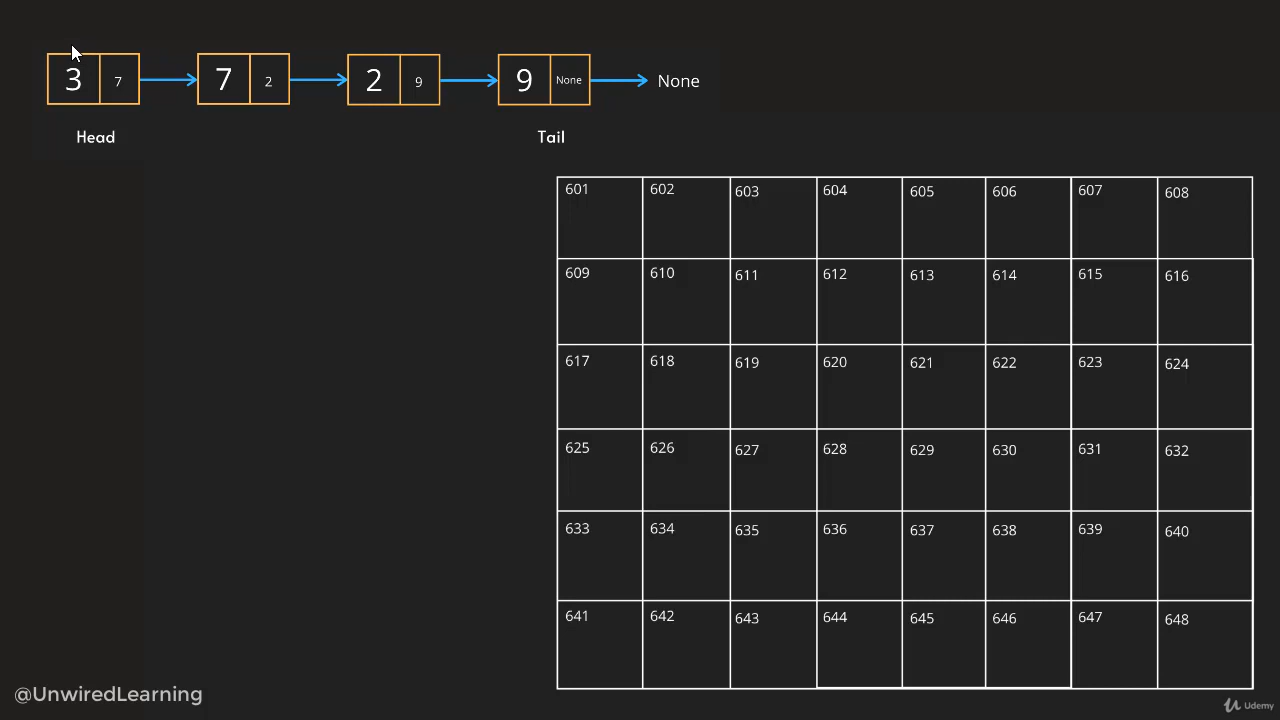 3 7 7 2 2 9 9 None None
Head Tail
601 602 603 604 605 606 607 608
609 610 611 612 613 614 615 616
617 618 619 620 621 622 623 624
625 626 627 628 629 630 631 632
633 634 635 636 637 638 639 640
641 642 643 644 645 646 647 648
@UnwiredLearning
Udemy